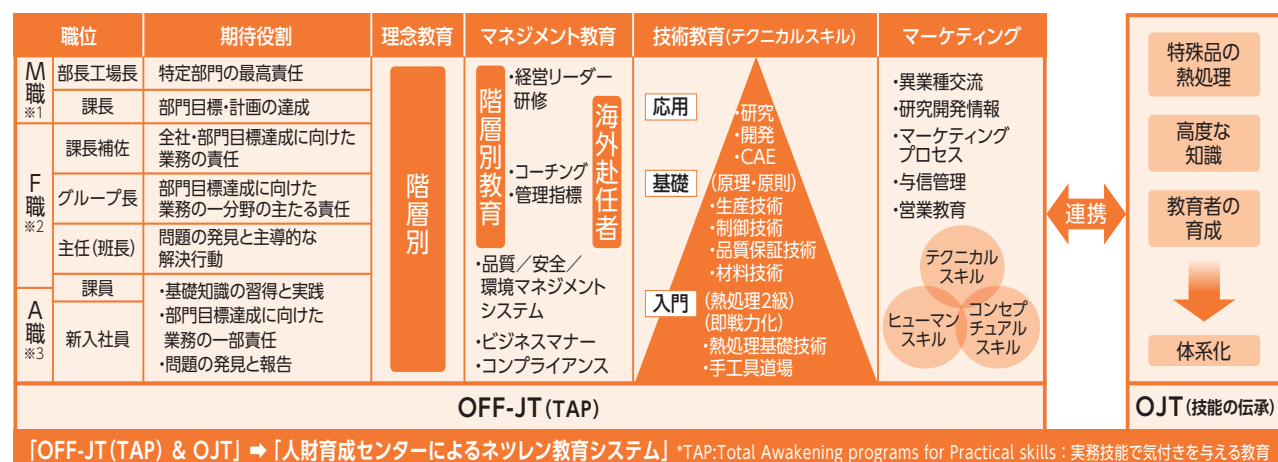 職位
期待役割
理念教育
マネジメント教育
技術教育(テクニカルスキル)
マーケティング
M職
※1
部長工場長
特定部門の最高責任
課長
部門目標・計画の達成
F職
※2
課長補佐
全社・部門目標達成に向けた
業務の責任
グループ長
部門目標達成に向けた
業務の一分野の主たる責任
主任(班長)
問題の発見と主導的な
解決行動
A職
※3
課員
新入社員
・基礎知識の習得と実践
・部門目標達成に向けた
業務の一部責任
・問題の発見と報告
階層別
階層別教育
・経営リーダー
研修
・コーチング
・管理指標
海外赴任者
・品質/安全/
環境マネジメント
システム
・ビジネスマナー
・コンプライアンス
応用
・研究
・開発
・CAE
基礎
(原理・原則)
・生産技術
・制御技術
・品質保証技術
・材料技術
入門
(熱処理2級)
(即戦力化)
・熱処理基礎技術
・手工具道場
・異業種交流
・研究開発情報
・マーケティング
プロセス
・与信管理
・営業教育
テクニカル
スキル
ヒューマン
スキル
コンセプ
チュアル
スキル
連携
特殊品の
熱処理
高度な
知識
教育者の
育成
体系化
OFF-JT(TAP)
OJT(技能の伝承)
「OFF-JT(TAP) & OJT」➡「人財育成センターによるネツレン教育システム」 *TAP:Total Awakening programs for Practical skills:実務技能で気付きを与える教育